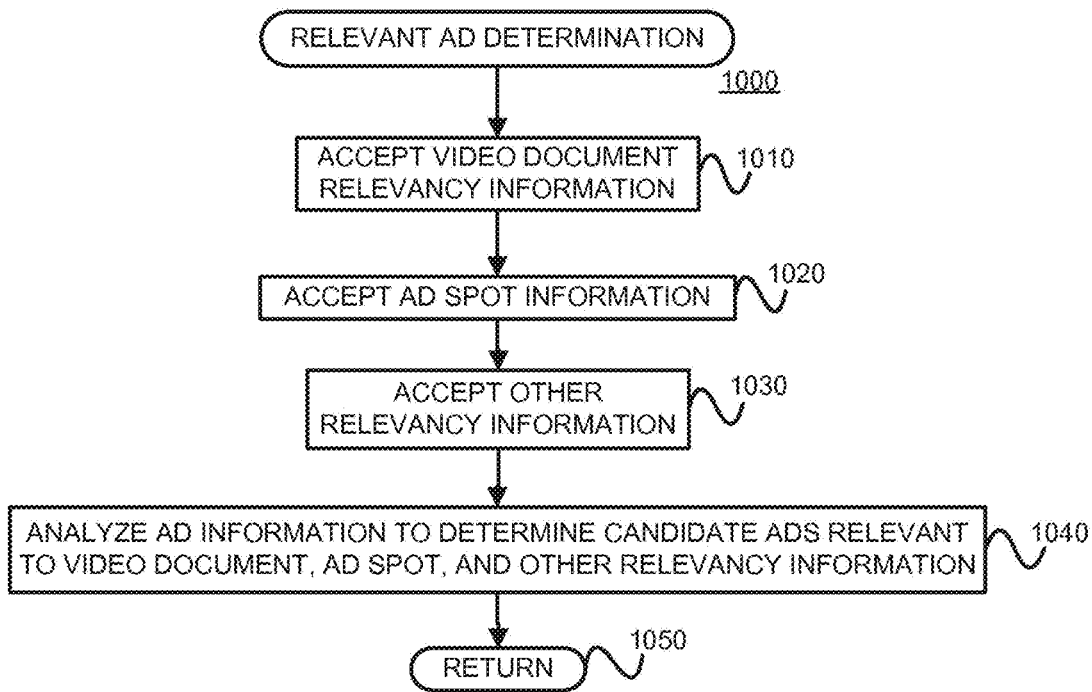 RELEVANT AD DETERMINATION
1000
ACCEPT VIDEO DOCUMENT
RELEVANCY INFORMATION
1010
ACCEPT AD SPOT INFORMATION
1020
ACCEPT OTHER
RELEVANCY INFORMATION
1030
ANALYZE AD INFORMATION TO DETERMINE CANDIDATE ADS RELEVANT
TO VIDEO DOCUMENT, AD SPOT, AND OTHER RELEVANCY INFORMATION
1040
RETURN
1050